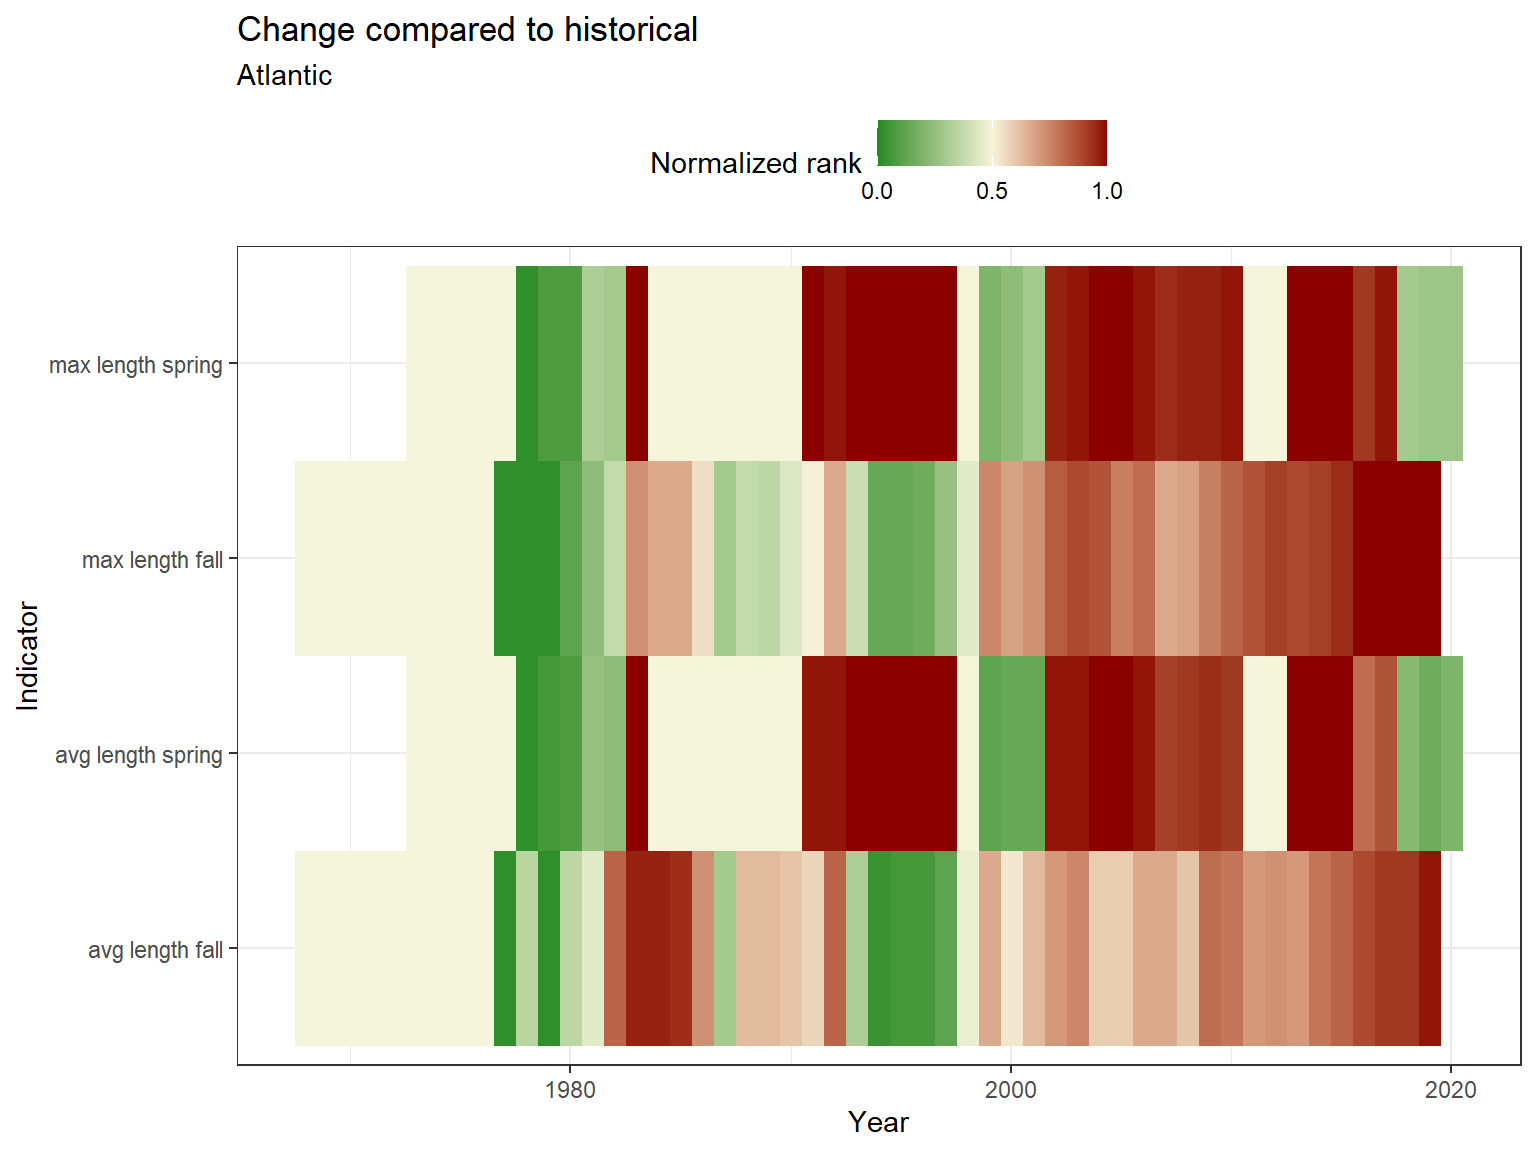 Change compared to historical
Atlantic
Normalized rank
0.0 0.5 1.0
max length spring
max length fall
avg length spring
avg length fall
Indicator
1980 2000 2020
Year